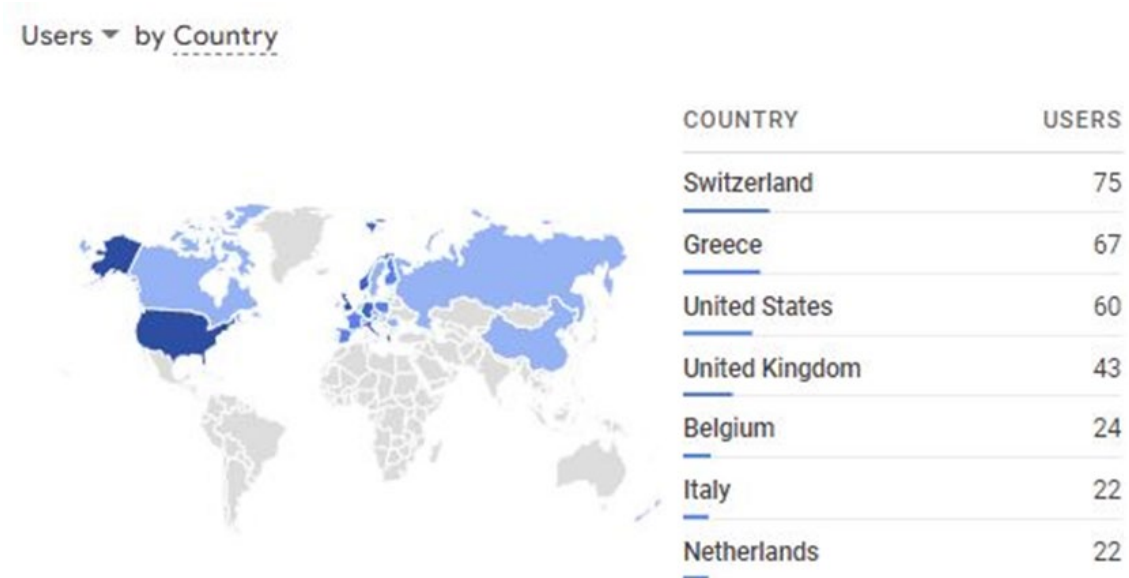 Users by Country
COUNTRY USERS
Switzerland 75
Greece 67
United States 60
United Kingdom 43
Belgium 24
Italy 22
Netherlands 22